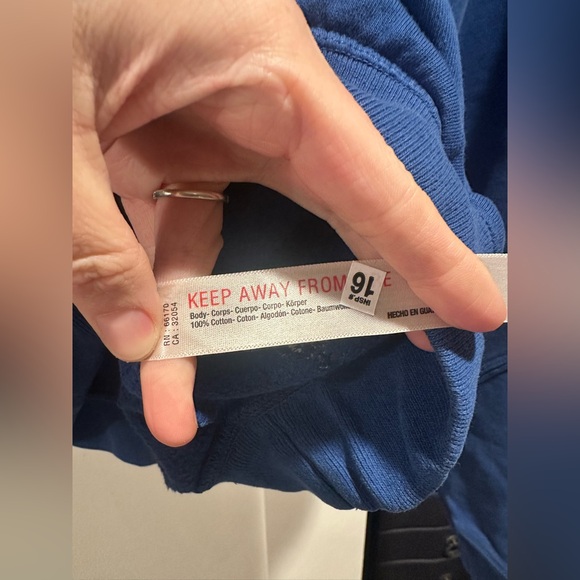 KEEP AWAY FROM
Body- Corps- Cuerpo- Corpo- Körper
100% Cotton- Coton- Algodón- Cotone-
HECHO EN
RN: 66170
CA: 32054
INSP.#
16